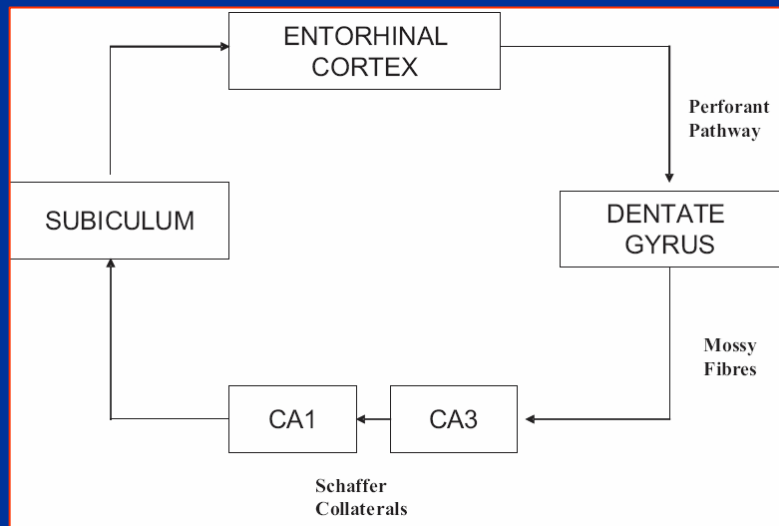 ENTORHINAL
CORTEX
Perforant
Pathway
SUBICULUM
DENTATE
GYRUS
Mossy
Fibres
CA1
CA3
Schaffer
Collaterals